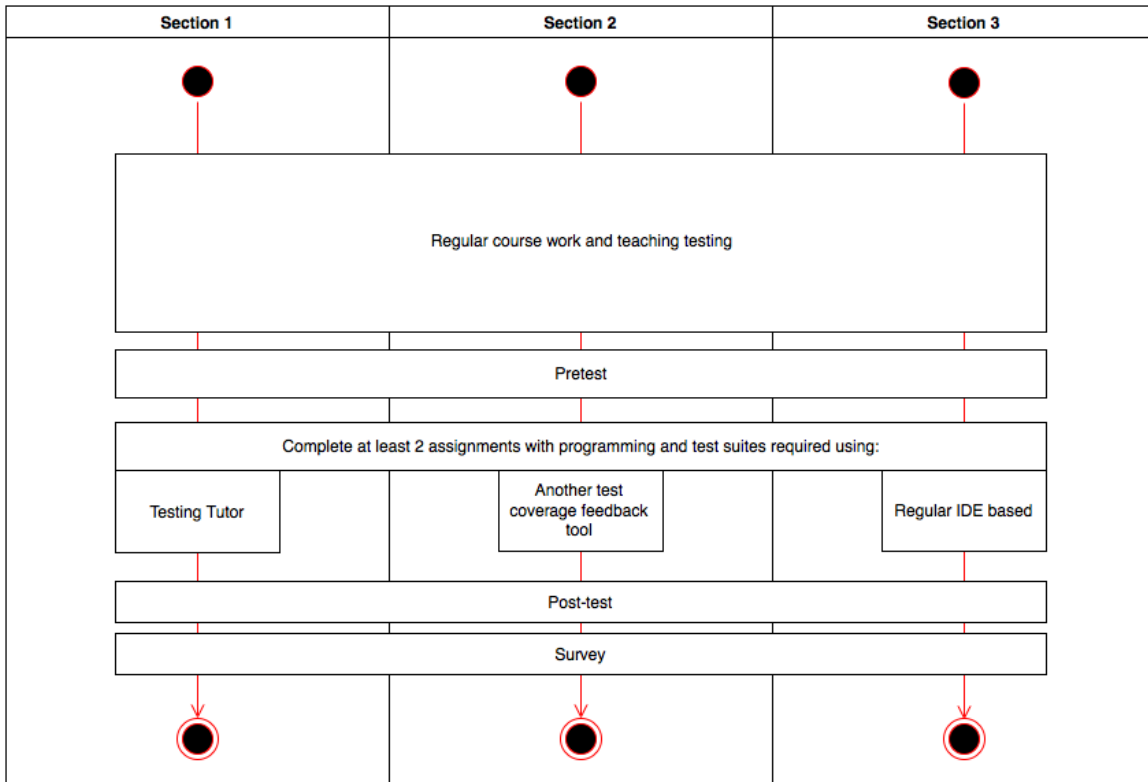 Section 1
Section 2
Section 3
Regular course work and teaching testing
Pretest
Complete at least 2 assignments with programming and test suites required using:
Testing Tutor
Another test
coverage feedback
tool
Regular IDE based
Post-test
Survey